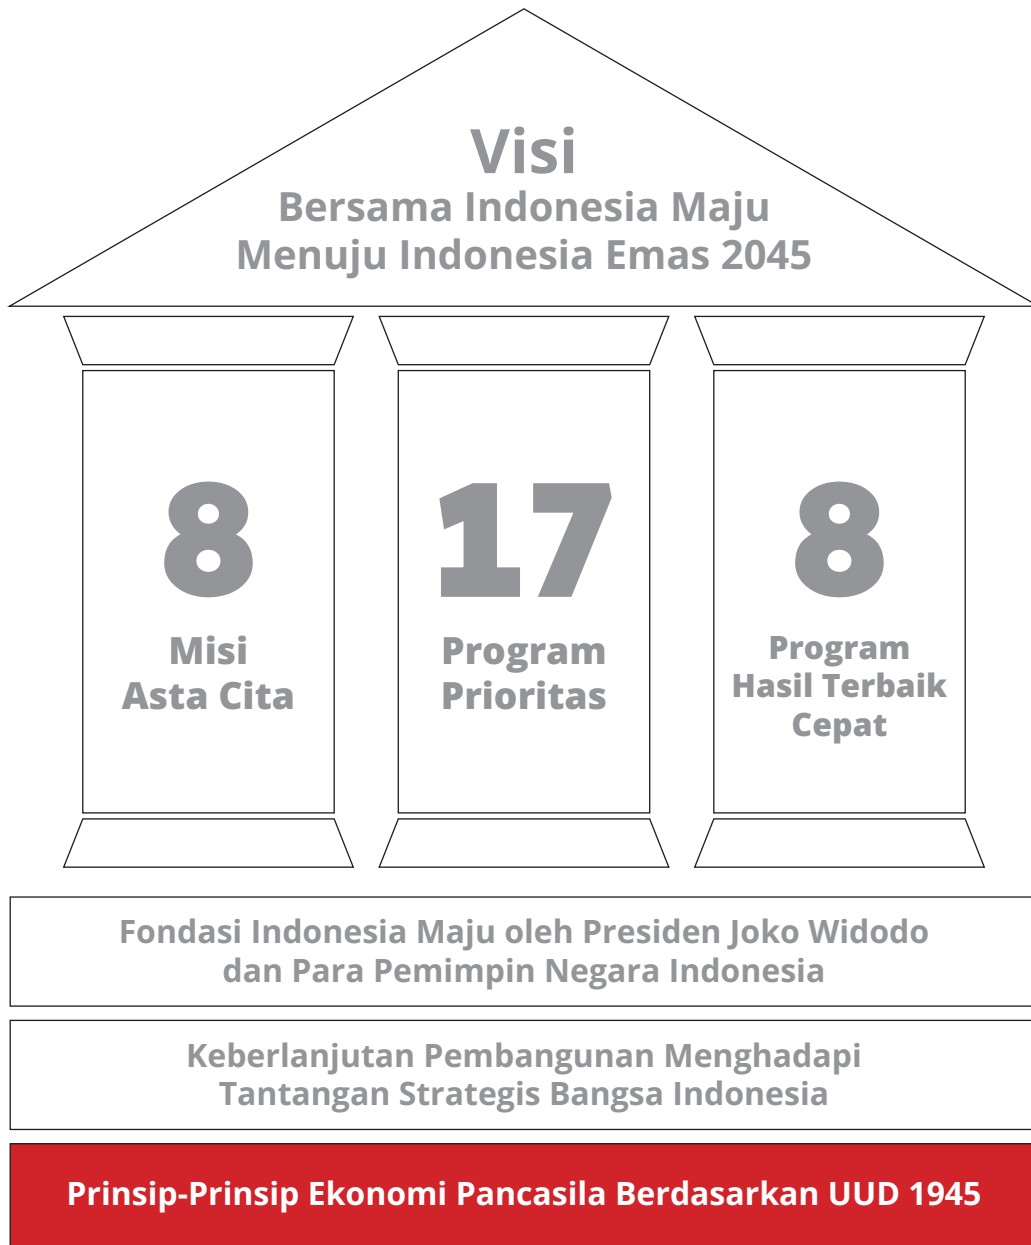 Visi
Bersama Indonesia Maju
Menuju Indonesia Emas 2045
8
Misi
Asta Cita
17
Program
Prioritas
8
Program
Hasil Terbaik
Cepat
Fondasi Indonesia Maju oleh Presiden Joko Widodo
dan Para Pemimpin Negara Indonesia
Keberlanjutan Pembangunan Menghadapi
Tantangan Strategis Bangsa Indonesia
Prinsip-Prinsip Ekonomi Pancasila Berdasarkan UUD 1945